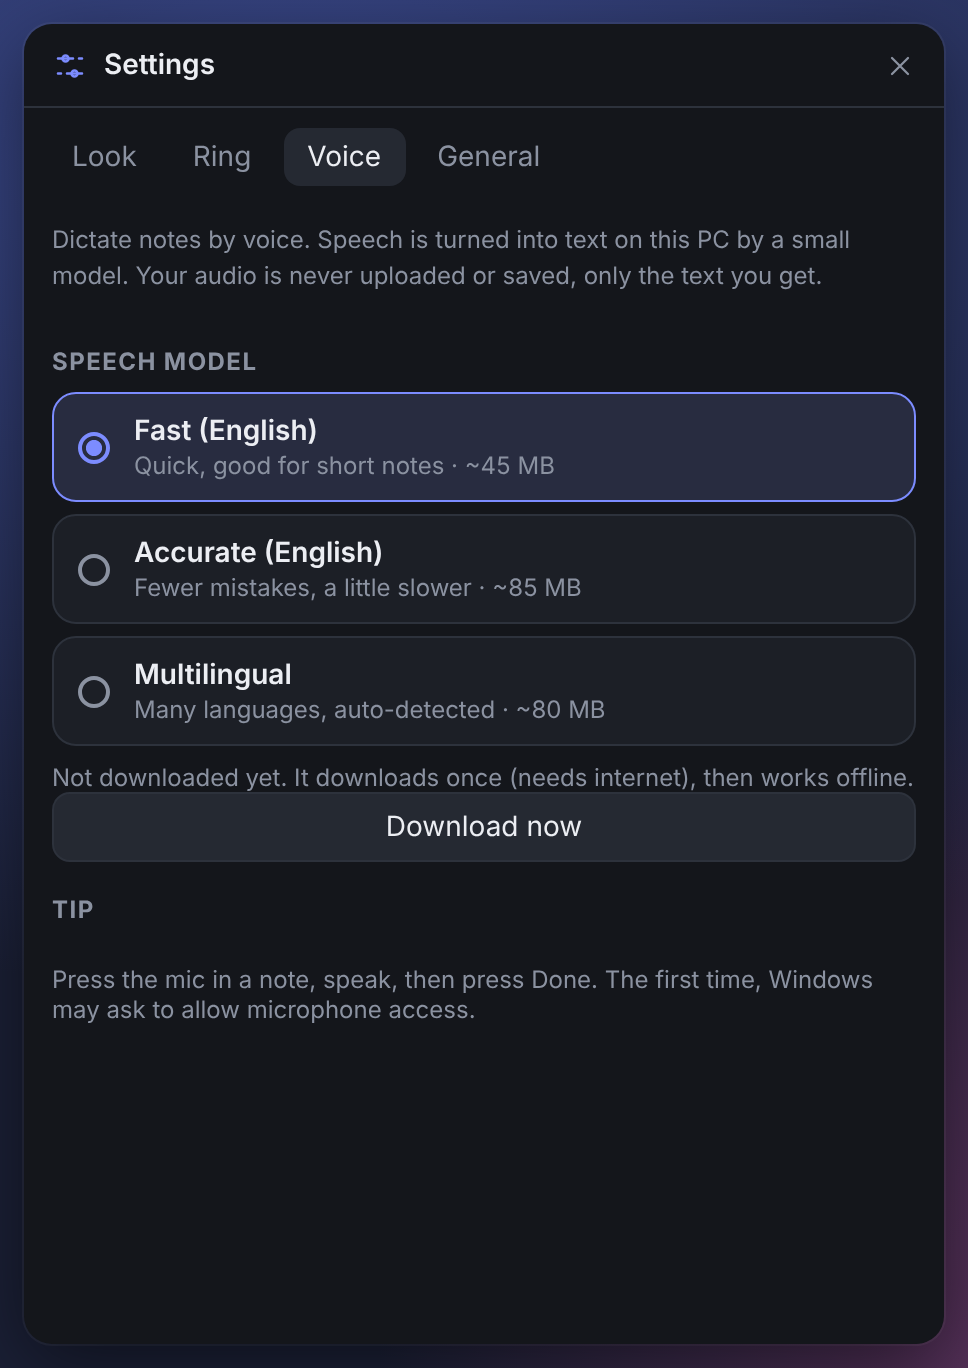 Settings
Look Ring Voice General
Dictate notes by voice. Speech is turned into text on this PC by a small
model. Your audio is never uploaded or saved, only the text you get.
SPEECH MODEL
Fast (English)
Quick, good for short notes · ~45 MB
Accurate (English)
Fewer mistakes, a little slower · ~85 MB
Multilingual
Many languages, auto-detected · ~80 MB
Not downloaded yet. It downloads once (needs internet), then works offline.
Download now
TIP
Press the mic in a note, speak, then press Done. The first time, Windows
may ask to allow microphone access.